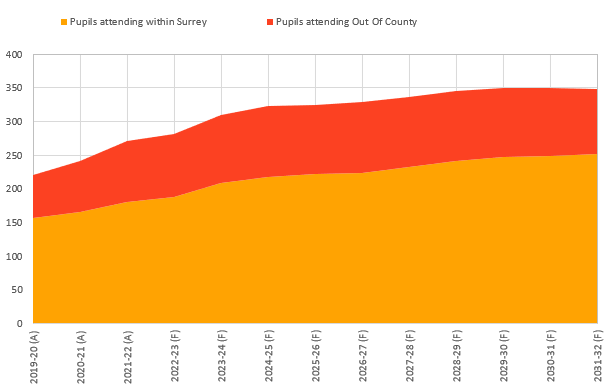 Pupils attending within Surrey
Pupils attending Out Of County
400
350
300
250
200
150
100
50
0
2019-20 (A)
2020-21 (A)
2021-22 (A)
2022-23 (F)
2023-24 (F)
2024-25 (F)
2025-26 (F)
2026-27 (F)
2027-28 (F)
2028-29 (F)
2029-30 (F)
2030-31 (F)
2031-32 (F)